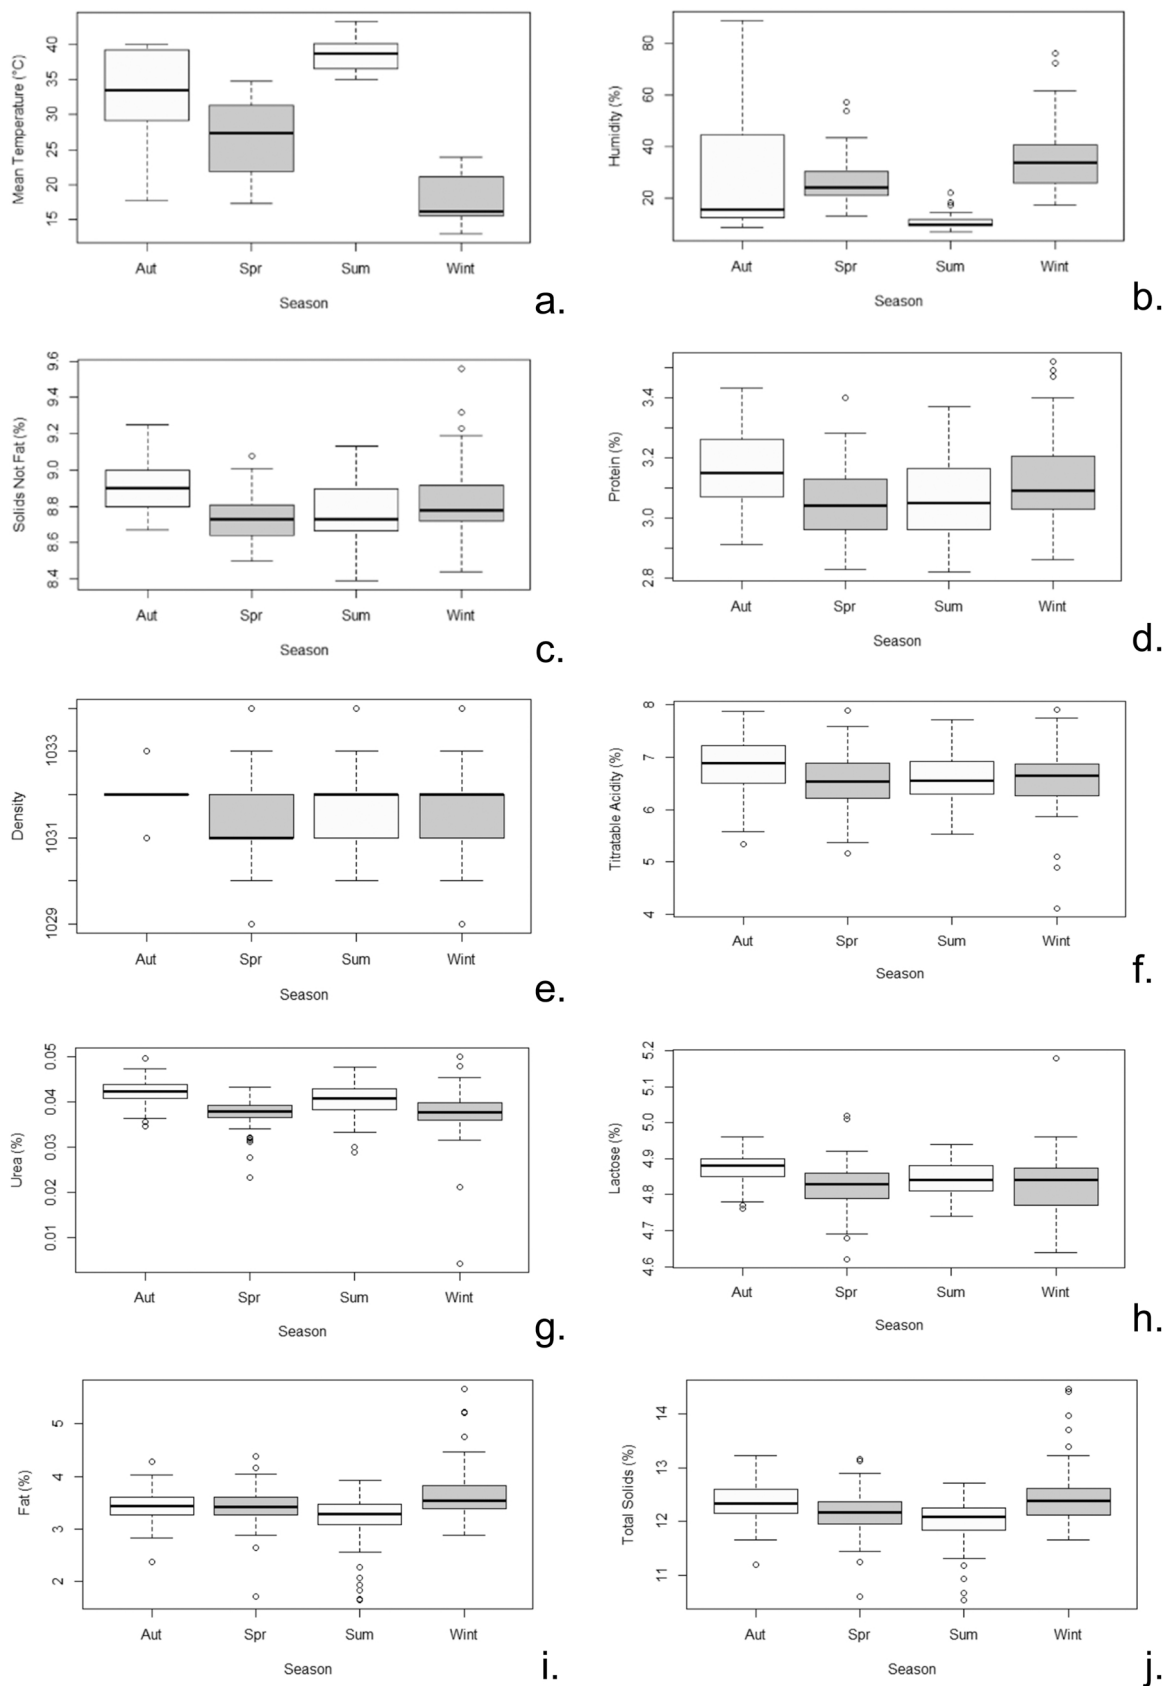 Mean Temperature (°C)
40
35
30
25
20
15
Aut Spr Sum Wint
Season
a.
Humidity (%)
80
60
40
20
Aut Spr Sum Wint
Season
b.
Solids Not Fat (%)
9.6
9.4
9.2
9.0
8.8
8.6
8.4
Aut Spr Sum Wint
Season
c.
Protein (%)
3.4
3.2
3.0
2.8
Aut Spr Sum Wint
Season
d.
Density
1033
1031
1029
Aut Spr Sum Wint
Season
e.
Titratable Acidity (%)
8
7
6
5
4
Aut Spr Sum Wint
Season
f.
Urea (%)
0.05
0.04
0.03
0.02
0.01
Aut Spr Sum Wint
Season
g.
Lactose (%)
5.2
5.1
5.0
4.9
4.8
4.7
4.6
Aut Spr Sum Wint
Season
h.
Fat (%)
5
4
3
2
Aut Spr Sum Wint
Season
i.
Total Solids (%)
14
13
12
11
Aut Spr Sum Wint
Season
j.